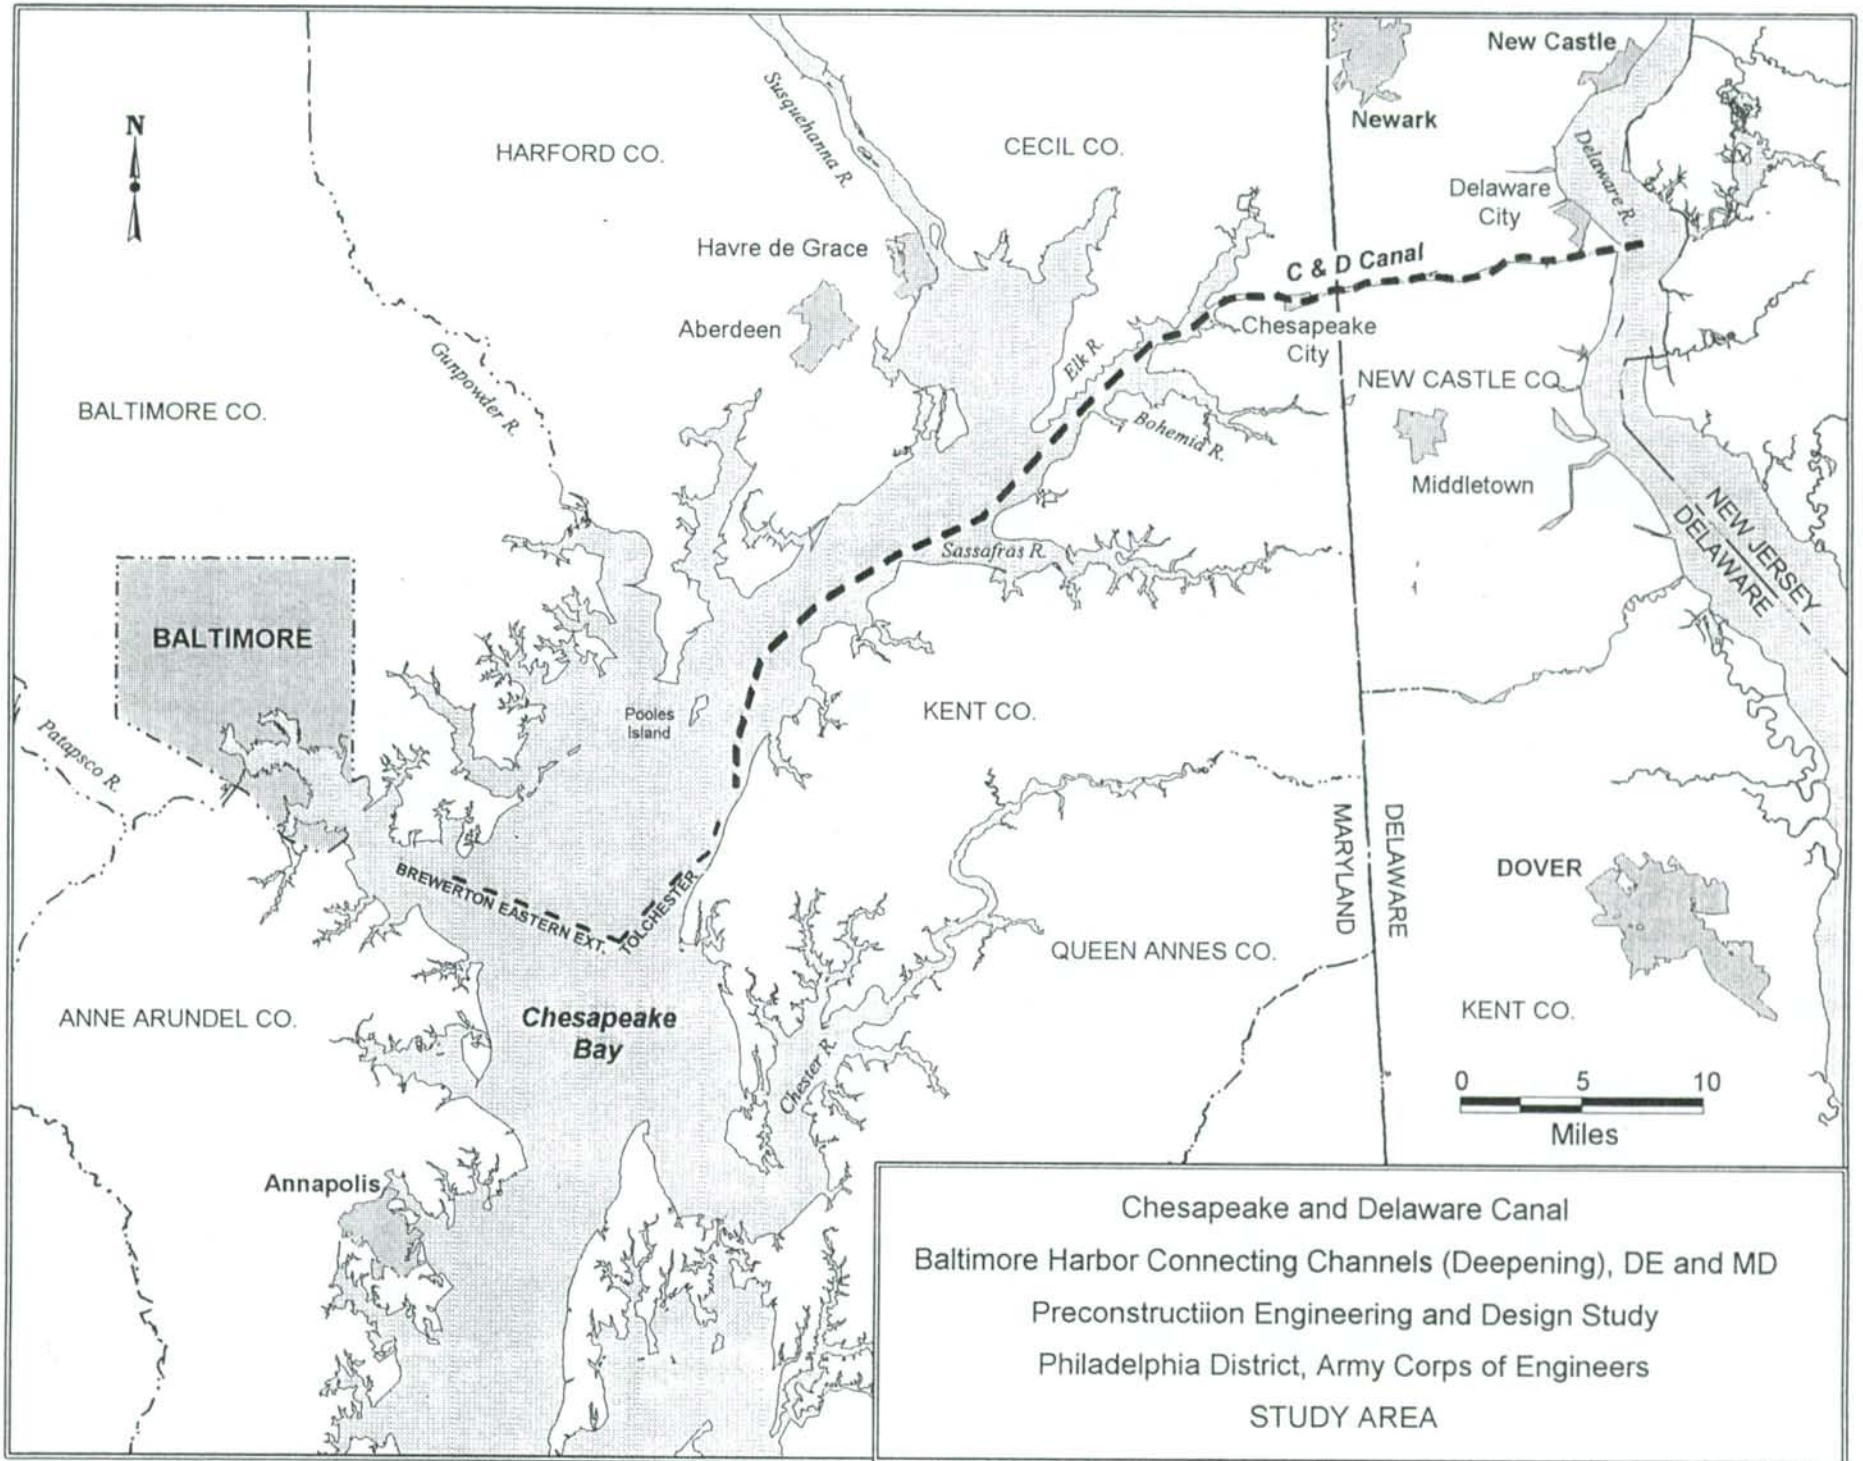 New Castle
Newark
N
HARFORD CO.
Susquehanna R.
CECIL CO.
Delaware R.
Delaware
City
Havre de Grace
C & D Canal
Aberdeen
Chesapeake
City
Elk R.
Gunpowder R.
NEW CASTLE CO.
BALTIMORE CO.
Bohemia R.
Middletown
NEW JERSEY
DELAWARE
Sassafras R.
BALTIMORE
Pooles
Island
KENT CO.
Patapsco R.
MARYLAND
DELAWARE
DOVER
BREWERTON EASTERN EXT.
TOLCHESTER
QUEEN ANNES CO.
ANNE ARUNDEL CO.
Chesapeake
Bay
KENT CO.
Chester R.
0 5 10
Miles
Annapolis
Chesapeake and Delaware Canal
Baltimore Harbor Connecting Channels (Deepening), DE and MD
Preconstructiion Engineering and Design Study
Philadelphia District, Army Corps of Engineers
STUDY AREA